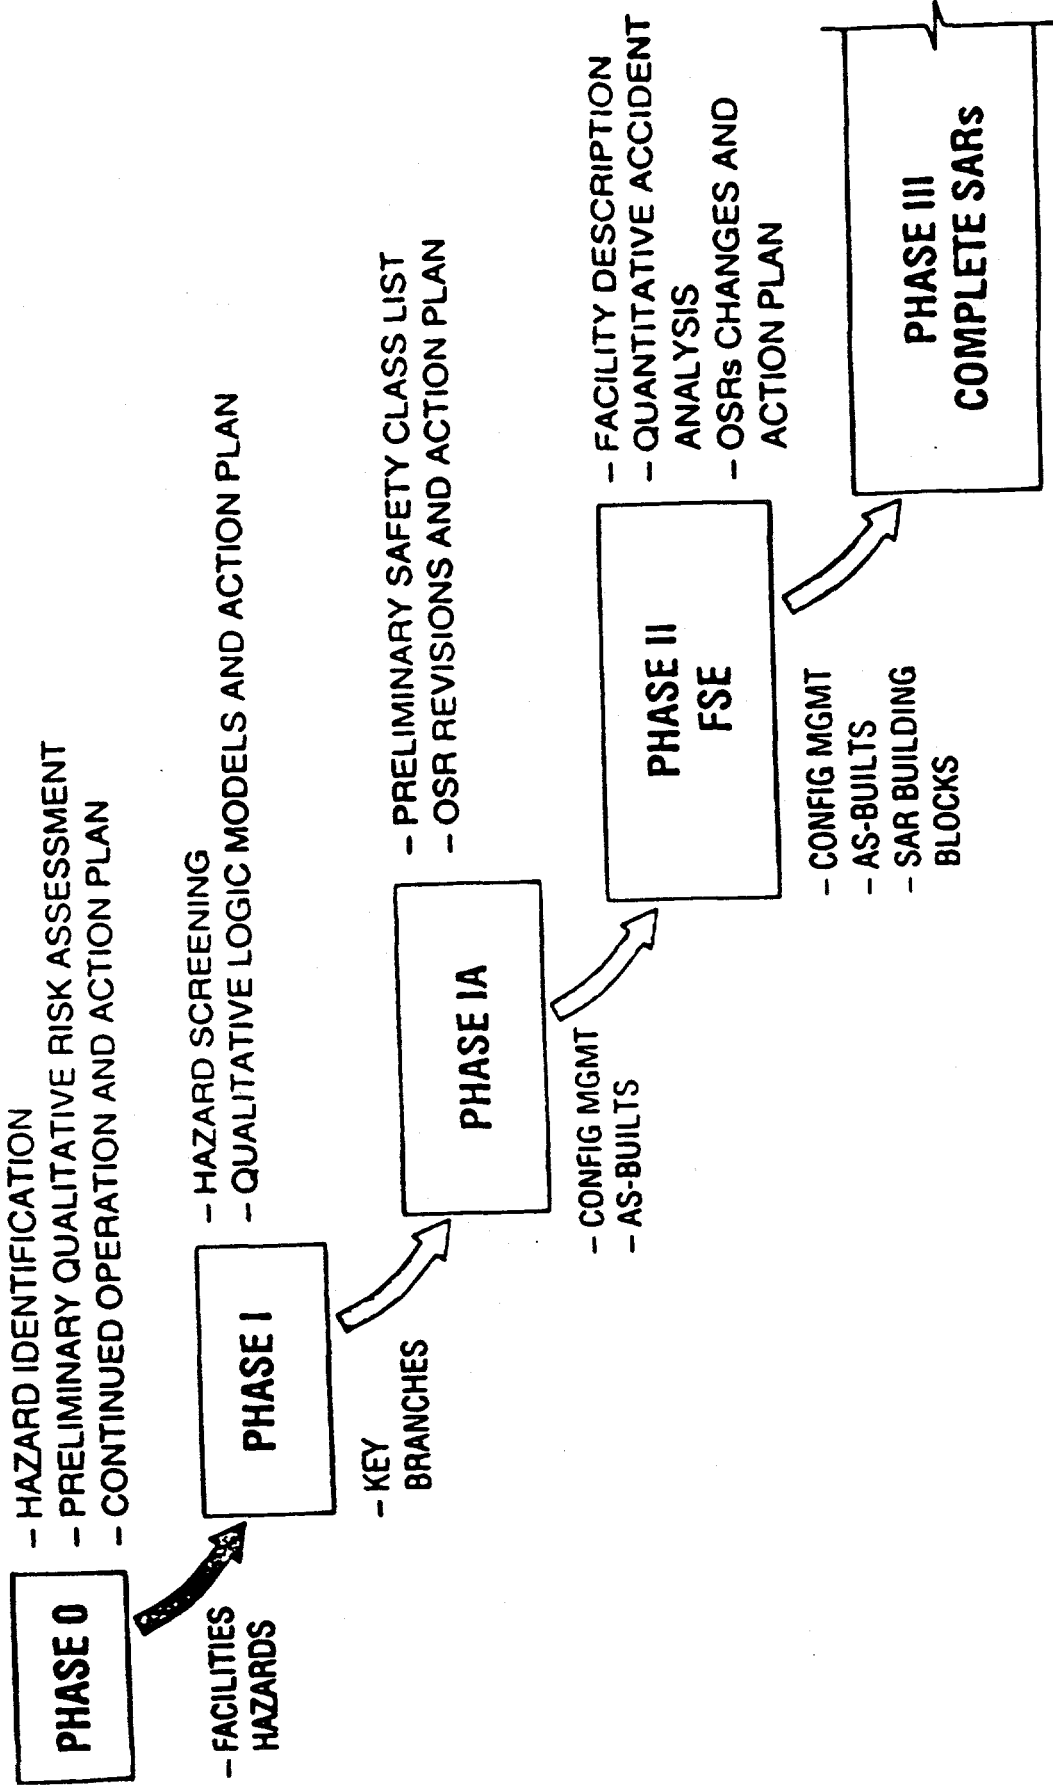 PHASE 0
– HAZARD IDENTIFICATION
– PRELIMINARY QUALITATIVE RISK ASSESSMENT
– CONTINUED OPERATION AND ACTION PLAN
– FACILITIES
HAZARDS
PHASE I
– HAZARD SCREENING
– QUALITATIVE LOGIC MODELS AND ACTION PLAN
– KEY
BRANCHES
PHASE IA
– PRELIMINARY SAFETY CLASS LIST
– OSR REVISIONS AND ACTION PLAN
– CONFIG MGMT
– AS-BUILTS
PHASE II
FSE
– FACILITY DESCRIPTION
– QUANTITATIVE ACCIDENT
ANALYSIS
– OSRs CHANGES AND
ACTION PLAN
– CONFIG MGMT
– AS-BUILTS
– SAR BUILDING
BLOCKS
PHASE III
COMPLETE SARs